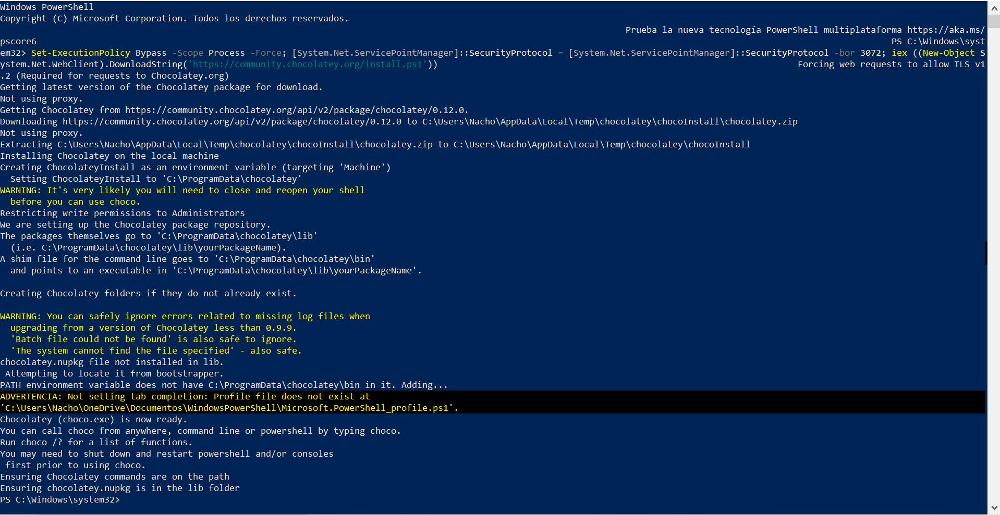 Windows PowerShell
Copyright (C) Microsoft Corporation. Todos los derechos reservados.
Prueba la nueva tecnología PowerShell multiplataforma https://aka.ms/
pscore6
PS C:\Windows\syst
em32> Set-ExecutionPolicy Bypass -Scope Process -Force; [System.Net.ServicePointManager]::SecurityProtocol = [System.Net.ServicePointManager]::SecurityProtocol -bor 3072; iex ((New-Object S
ystem.Net.WebClient).DownloadString('https://community.chocolatey.org/install.ps1'))
Forcing web requests to allow TLS v1
.2 (Required for requests to Chocolatey.org)
Getting latest version of the Chocolatey package for download.
Not using proxy.
Getting Chocolatey from https://community.chocolatey.org/api/v2/package/chocolatey/0.12.0.
Downloading https://community.chocolatey.org/api/v2/package/chocolatey/0.12.0 to C:\Users\Nacho\AppData\Local\Temp\chocolatey\chocoInstall\chocolatey.zip
Not using proxy.
Extracting C:\Users\Nacho\AppData\Local\Temp\chocolatey\chocoInstall\chocolatey.zip to C:\Users\Nacho\AppData\Local\Temp\chocolatey\chocoInstall
Installing Chocolatey on the local machine
Creating ChocolateyInstall as an environment variable (targeting 'Machine')
  Setting ChocolateyInstall to 'C:\ProgramData\chocolatey'
WARNING: It's very likely you will need to close and reopen your shell
  before you can use choco.
Restricting write permissions to Administrators
We are setting up the Chocolatey package repository.
The packages themselves go to 'C:\ProgramData\chocolatey\lib'
  (i.e. C:\ProgramData\chocolatey\lib\yourPackageName).
A shim file for the command line goes to 'C:\ProgramData\chocolatey\bin'
  and points to an executable in 'C:\ProgramData\chocolatey\lib\yourPackageName'.
Creating Chocolatey folders if they do not already exist.
WARNING: You can safely ignore errors related to missing log files when
  upgrading from a version of Chocolatey less than 0.9.9.
  'Batch file could not be found' is also safe to ignore.
  'The system cannot find the file specified' - also safe.
chocolatey.nupkg file not installed in lib.
 Attempting to locate it from bootstrapper.
PATH environment variable does not have C:\ProgramData\chocolatey\bin in it. Adding...
ADVERTENCIA: Not setting tab completion: Profile file does not exist at
'C:\Users\Nacho\OneDrive\Documentos\WindowsPowerShell\Microsoft.PowerShell_profile.ps1'.
Chocolatey (choco.exe) is now ready.
You can call choco from anywhere, command line or powershell by typing choco.
Run choco /? for a list of functions.
You may need to shut down and restart powershell and/or consoles
 first prior to using choco.
Ensuring Chocolatey commands are on the path
Ensuring chocolatey.nupkg is in the lib folder
PS C:\Windows\system32>